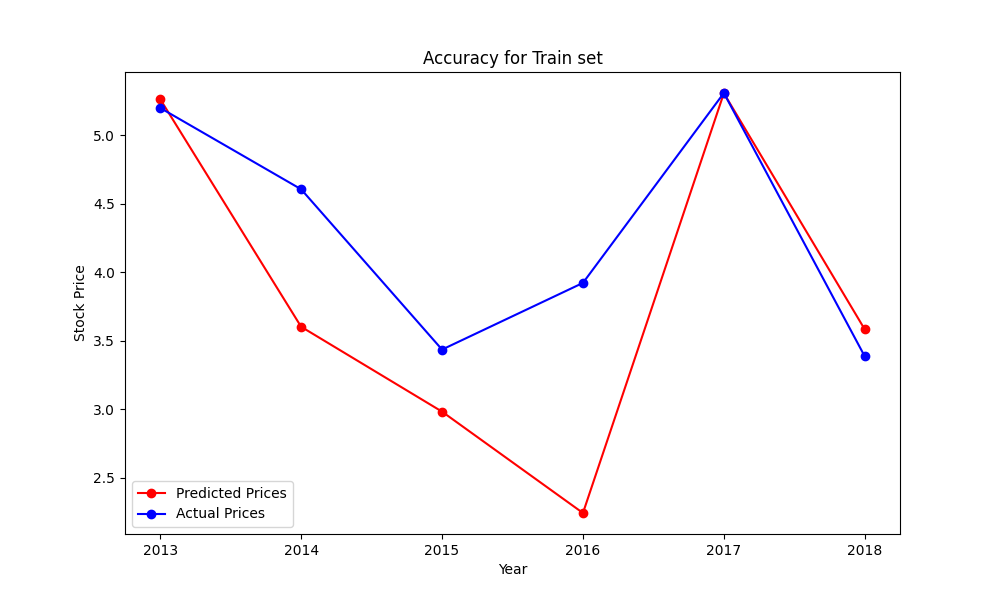 Accuracy for Train set
Stock Price
5.0
4.5
4.0
3.5
3.0
2.5
Predicted Prices
Actual Prices
2013 2014 2015 2016 2017 2018
Year